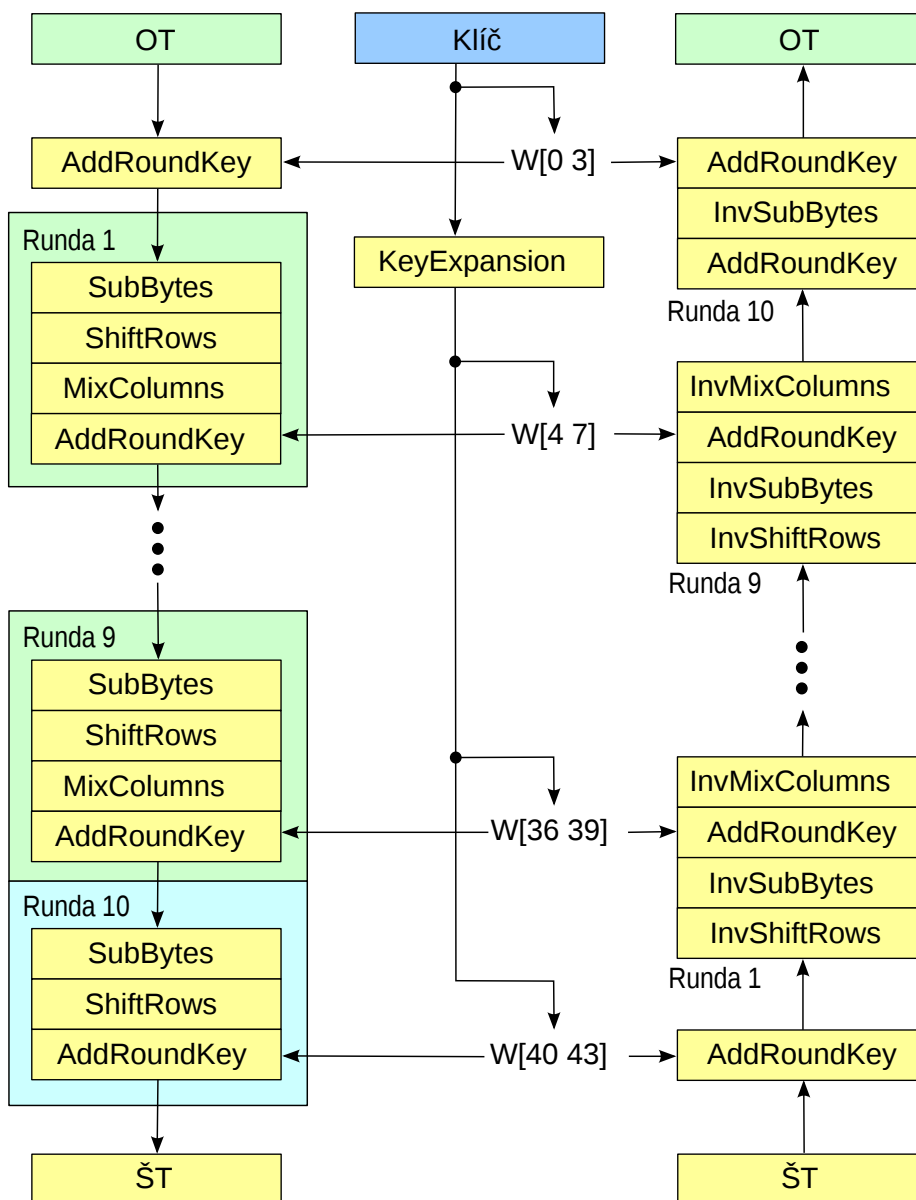 OT
AddRoundKey
Runda 1
SubBytes
ShiftRows
MixColumns
AddRoundKey
Runda 9
SubBytes
ShiftRows
MixColumns
AddRoundKey
Runda 10
SubBytes
ShiftRows
AddRoundKey
ŠT
Klíč
W[0 3]
KeyExpansion
W[4 7]
W[36 39]
W[40 43]
OT
AddRoundKey
InvSubBytes
AddRoundKey
Runda 10
InvMixColumns
AddRoundKey
InvSubBytes
InvShiftRows
Runda 9
InvMixColumns
AddRoundKey
InvSubBytes
InvShiftRows
Runda 1
AddRoundKey
ŠT